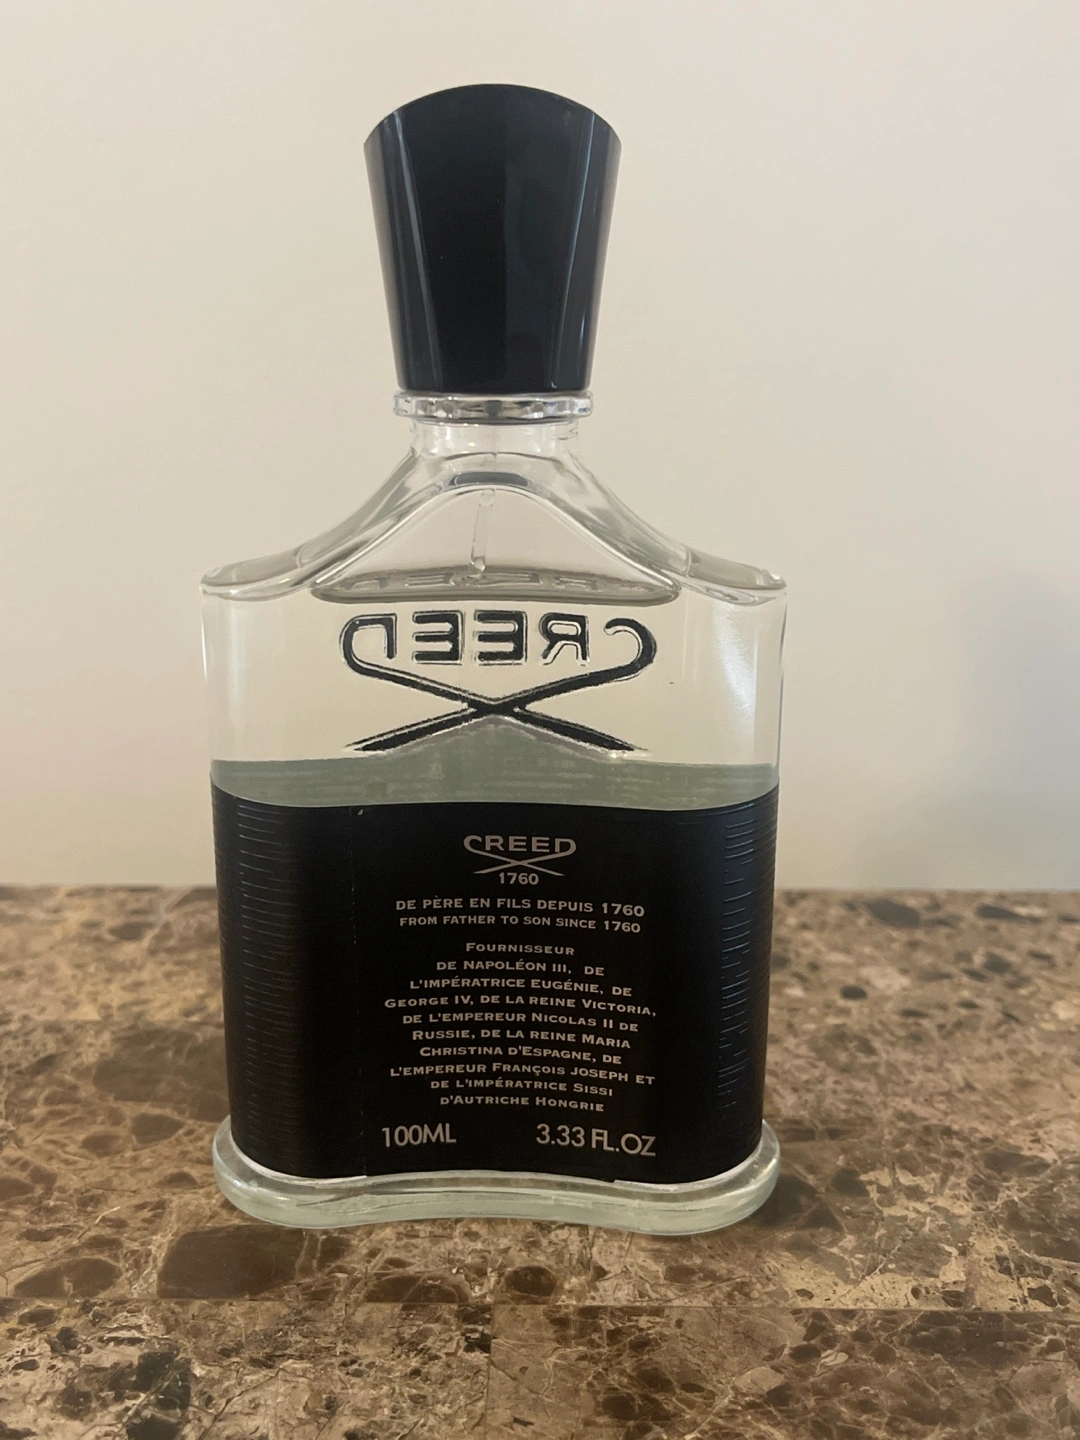 CREED
CREED
1760
DE PÈRE EN FILS DEPUIS 1760
FROM FATHER TO SON SINCE 1760
FOURNISSEUR
DE NAPOLÉON III, DE
L'IMPÉRATRICE EUGÉNIE, DE
GEORGE IV, DE LA REINE VICTORIA,
DE L'EMPEREUR NICOLAS II DE
RUSSIE, DE LA REINE MARIA
CHRISTINA D'ESPAGNE, DE
L'EMPEREUR FRANÇOIS JOSEPH ET
DE L'IMPÉRATRICE SISSI
D'AUTRICHE HONGRIE
100ML 3.33 FL.OZ